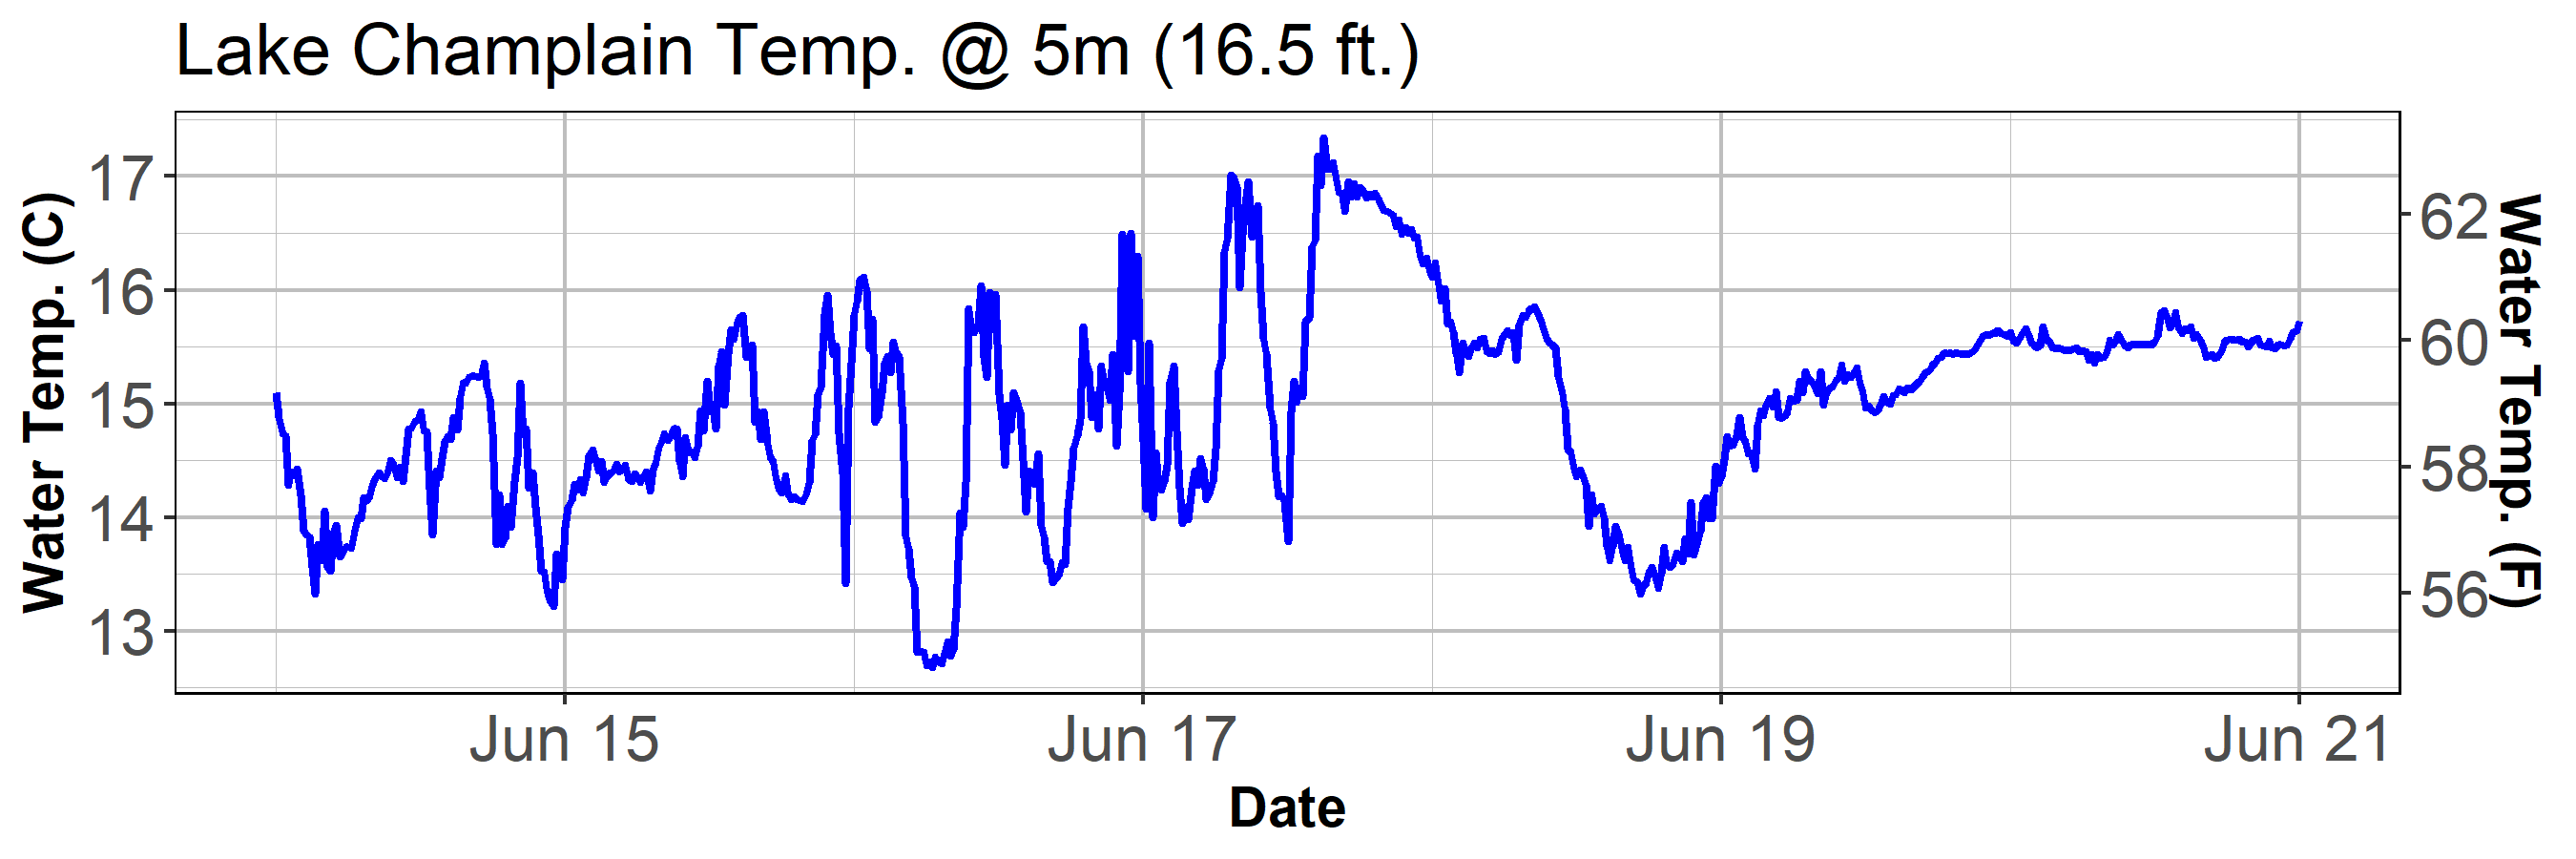 Lake Champlain Temp. @ 5m (16.5 ft.)
Water Temp. (C)
17
16
15
14
13
62
60
58
56
Water Temp. (F)
Jun 15
Jun 17
Jun 19
Jun 21
Date